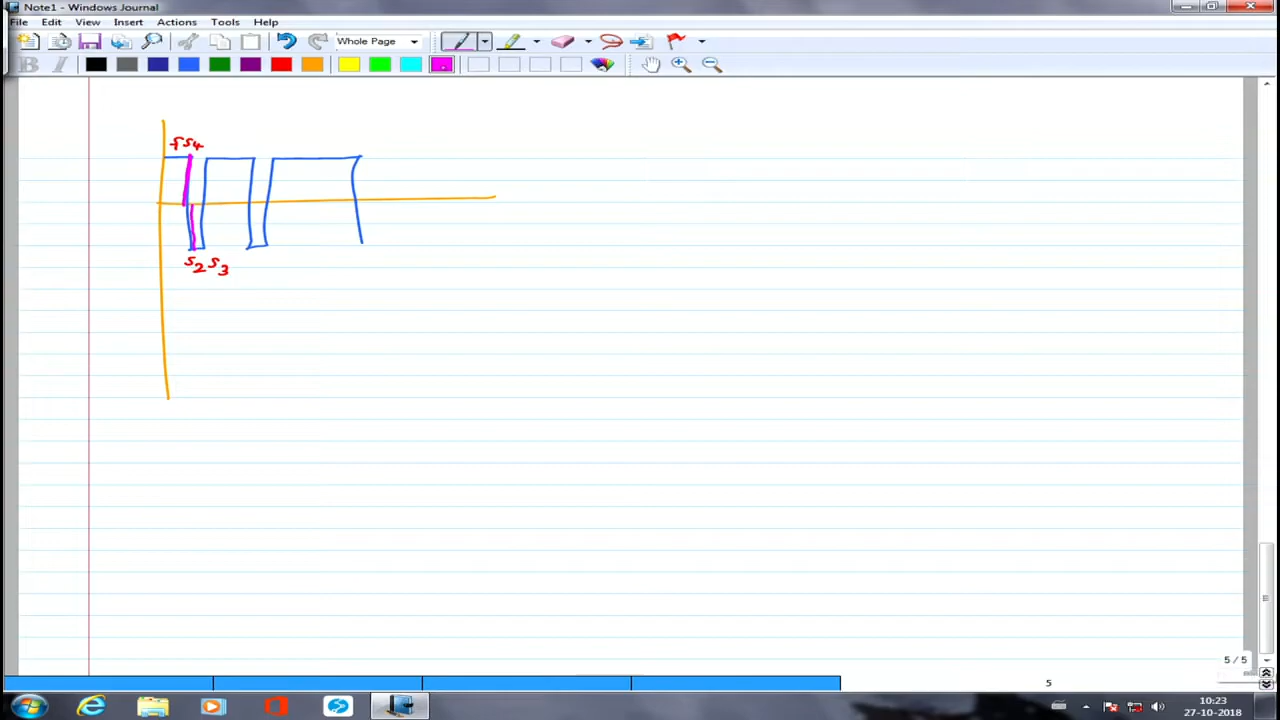 Note1 - Windows Journal
File Edit View Insert Actions Tools Help
Whole Page
B I
S4
S2 S3
5 / 5
5
10:23
27-10-2018